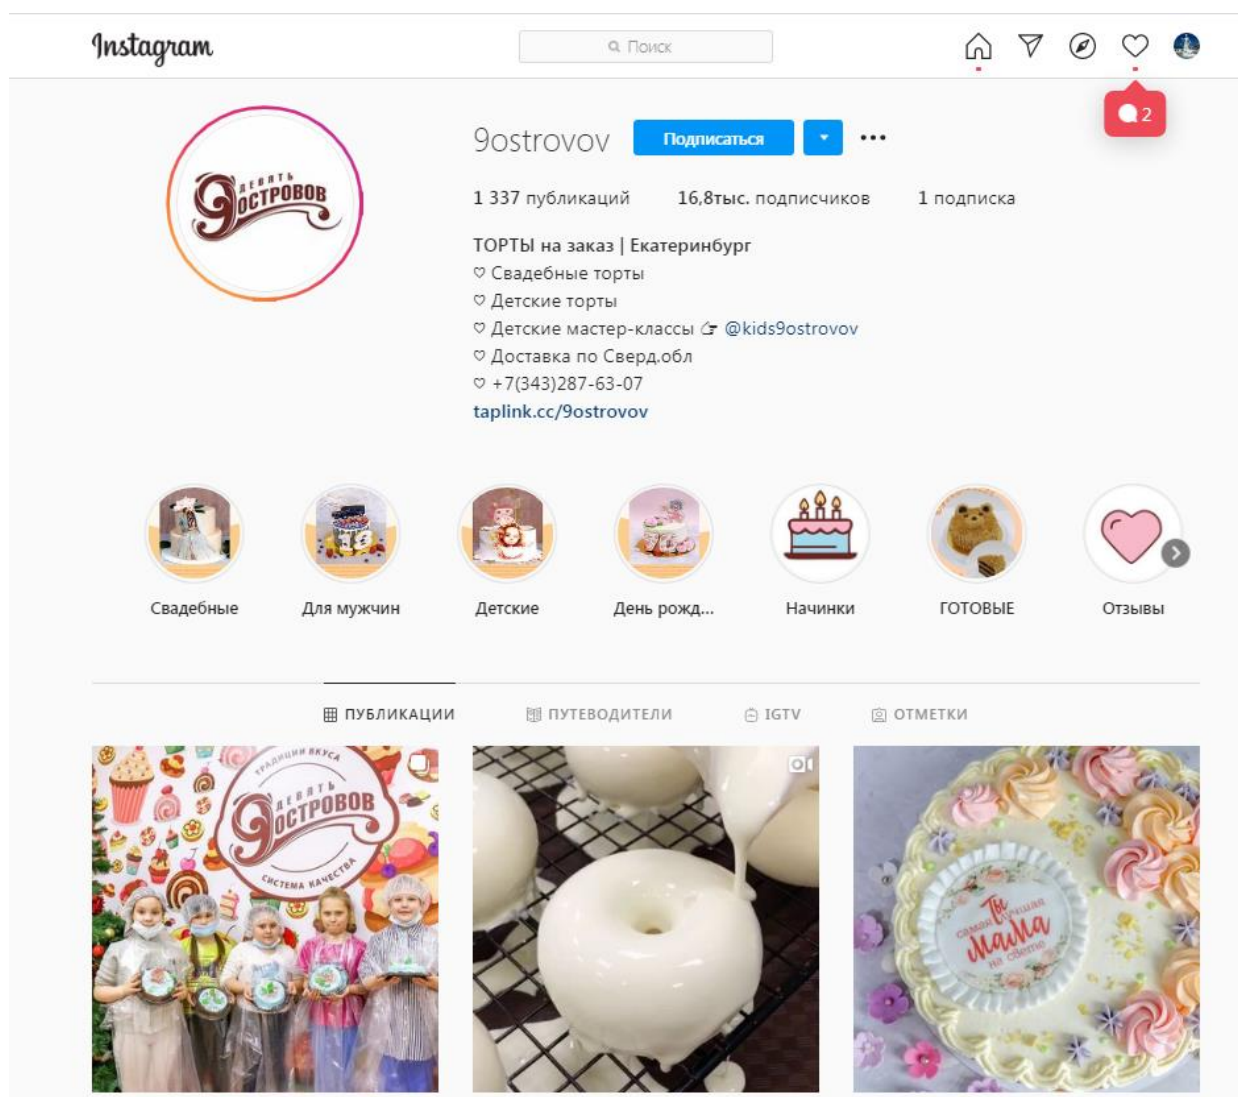 Instagram
Поиск
2
9ostrovov
Подписаться
1 337 публикаций 16,8тыс. подписчиков 1 подписка
ДЕВЯТЬ
9ОСТРОВОВ
ТОРТЫ на заказ | Екатеринбург
♡ Свадебные торты
♡ Детские торты
♡ Детские мастер-классы 👉 @kids9ostrovov
♡ Доставка по Сверд.обл
♡ +7(343)287-63-07
taplink.cc/9ostrovov
Свадебные Для мужчин Детские День рожд... Начинки ГОТОВЫЕ Отзывы
ПУБЛИКАЦИИ ПУТЕВОДИТЕЛИ IGTV ОТМЕТКИ
ТРАДИЦИИ ВКУСА
ДЕВЯТЬ
9ОСТРОВОВ
СИСТЕМА КАЧЕСТВА
Ты
самая лучшая
МаМа
на свете